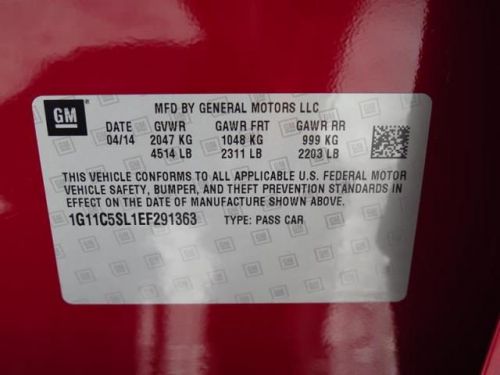 GM
MFD BY GENERAL MOTORS LLC
DATE GVWR GAWR FRT GAWR RR
04/14 2047 KG 1048 KG 999 KG
4514 LB 2311 LB 2203 LB
THIS VEHICLE CONFORMS TO ALL APPLICABLE U.S. FEDERAL MOTOR
VEHICLE SAFETY, BUMPER, AND THEFT PREVENTION STANDARDS
IN EFFECT ON THE DATE OF MANUFACTURE SHOWN ABOVE.
1G11C5SL1EF291363 TYPE: PASS CAR